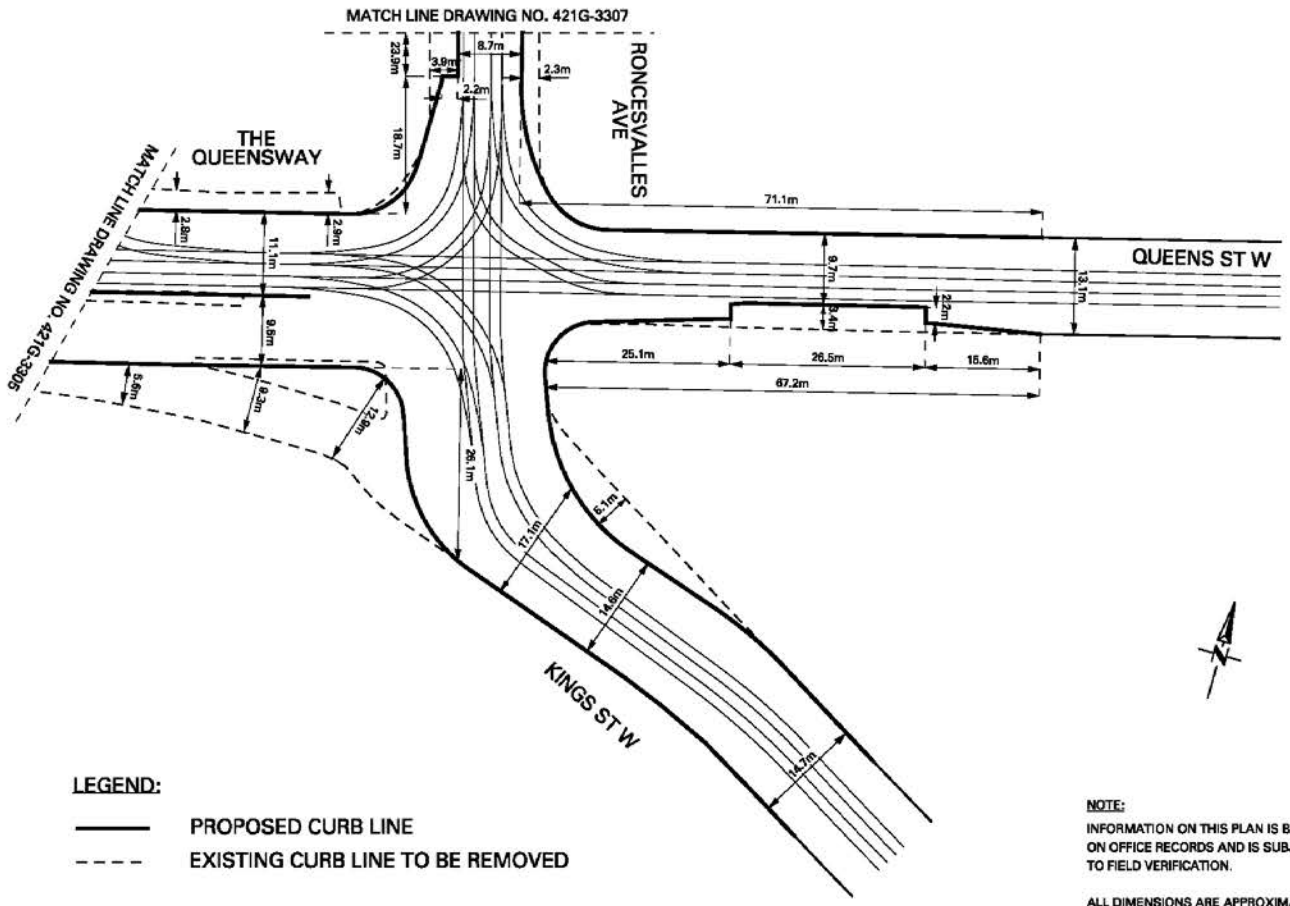 MATCH LINE DRAWING NO. 421G-3307
23.9m
3.9m
8.7m
2.3m
2.2m
18.7m
RONCESVALLES
AVE
THE
QUEENSWAY
MATCH LINE DRAWING NO. 421G-3305
2.8m
2.9m
11.1m
9.6m
71.1m
QUEENS ST W
9.7m
13.1m
2.2m
3.4m
25.1m
26.5m
15.6m
67.2m
5.6m
9.3m
12.9m
26.1m
17.1m
6.1m
14.6m
KINGS ST W
14.7m
N
LEGEND:
PROPOSED CURB LINE
EXISTING CURB LINE TO BE REMOVED
NOTE:
INFORMATION ON THIS PLAN IS B
ON OFFICE RECORDS AND IS SUB
TO FIELD VERIFICATION.
ALL DIMENSIONS ARE APPROXIMA